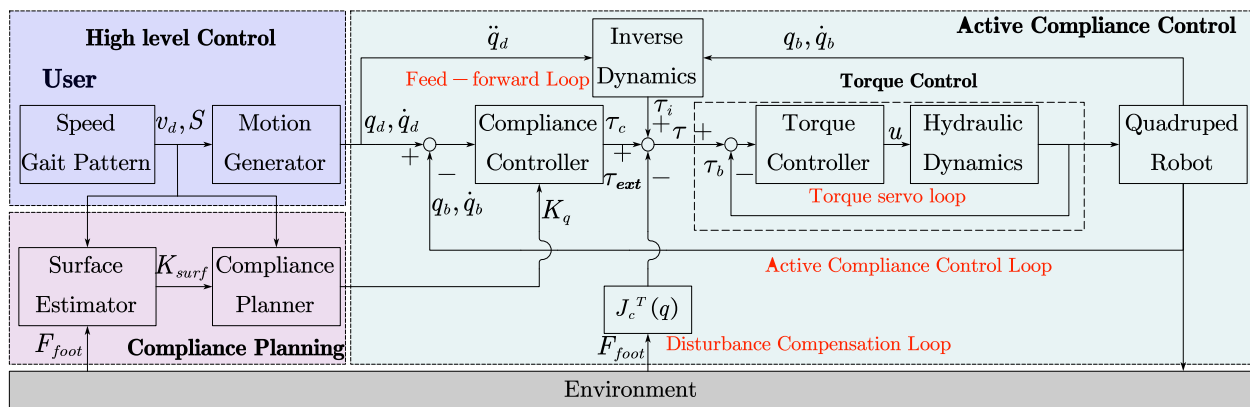 High level Control
User
Speed
Gait Pattern
v_d, S
Motion
Generator
Active Compliance Control
q̈_d
Inverse
Dynamics
q_b, q̇_b
Feed-forward Loop
Torque Control
q_d, q̇_d
+
−
q_b, q̇_b
Compliance
Controller
τ_c
+
τ_i
+
τ
τ_ext
−
+
τ_b
−
Torque
Controller
u
Hydraulic
Dynamics
Torque servo loop
Quadruped
Robot
K_q
Active Compliance Control Loop
Surface
Estimator
K_surf
Compliance
Planner
F_foot
Compliance Planning
J_c^T(q)
F_foot
Disturbance Compensation Loop
Environment